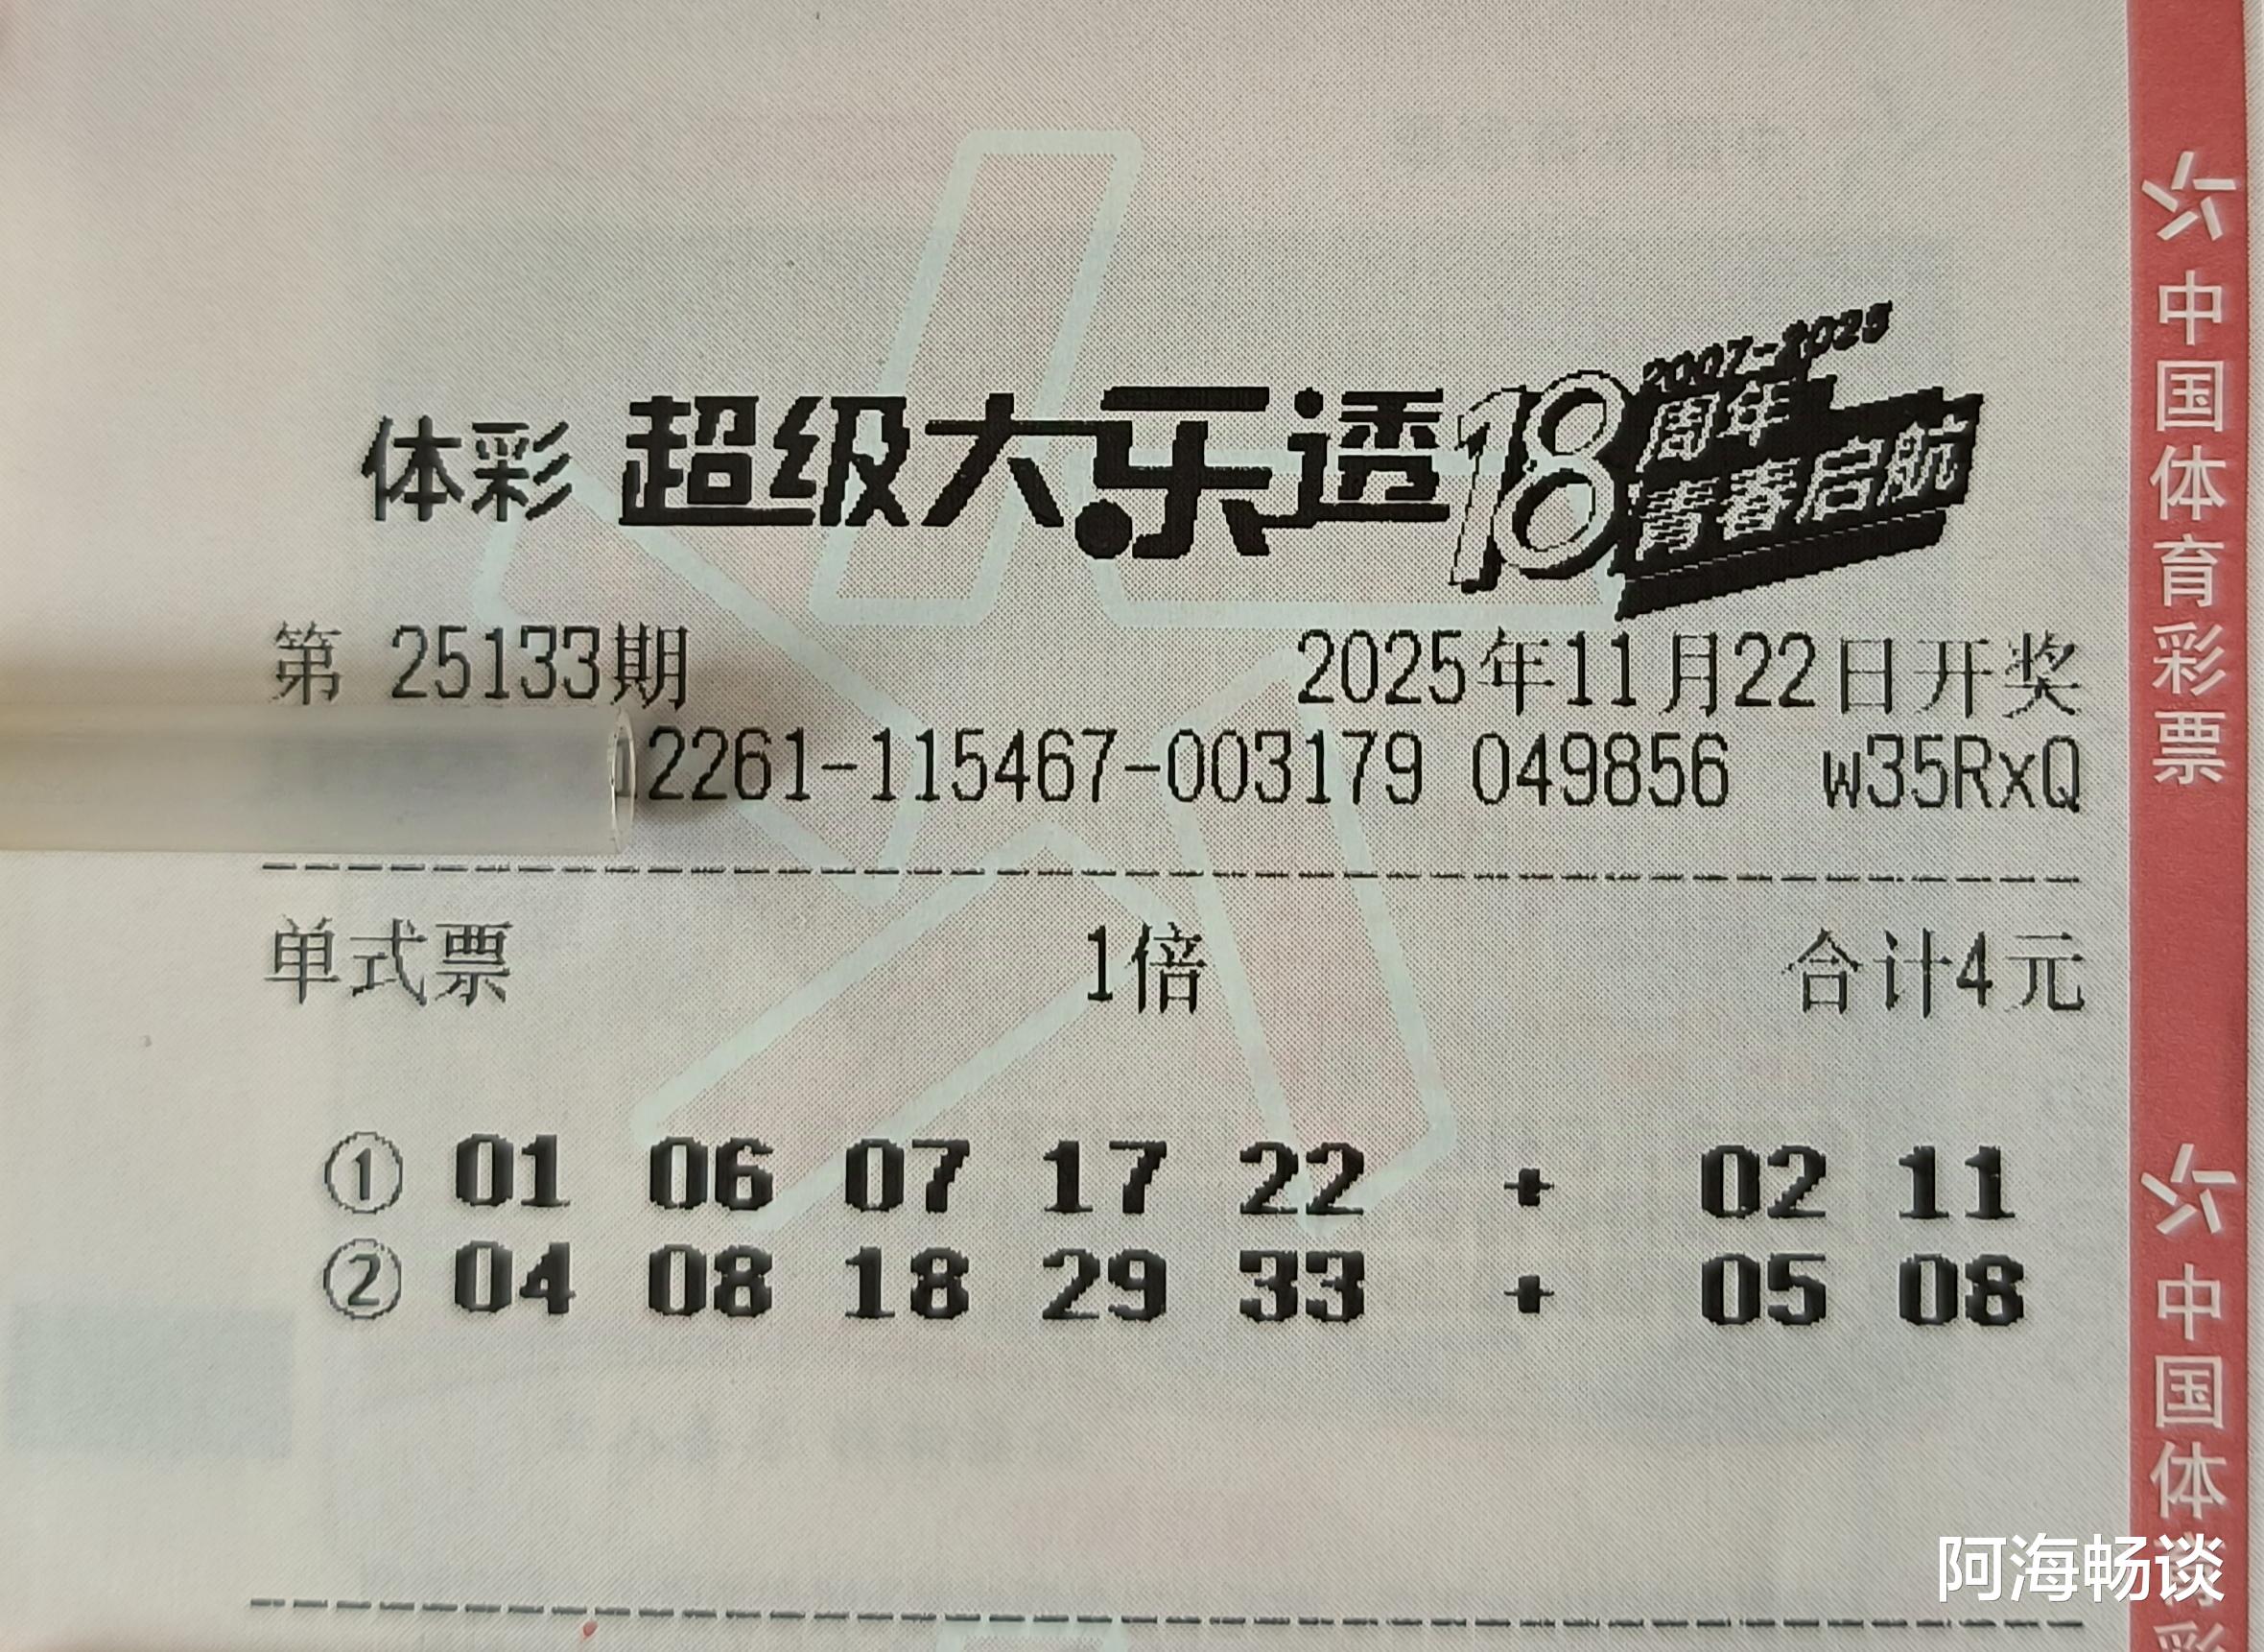 体彩 超级大乐透 18周年 2007-2025
青春启航
第 25133期 2025年11月22日开奖
2261-115467-003179 049856 w35RxQ
单式票 1倍 合计4元
① 01 06 07 17 22 + 02 11
② 04 08 18 29 33 + 05 08
中国体育彩票
中国体
阿海畅谈